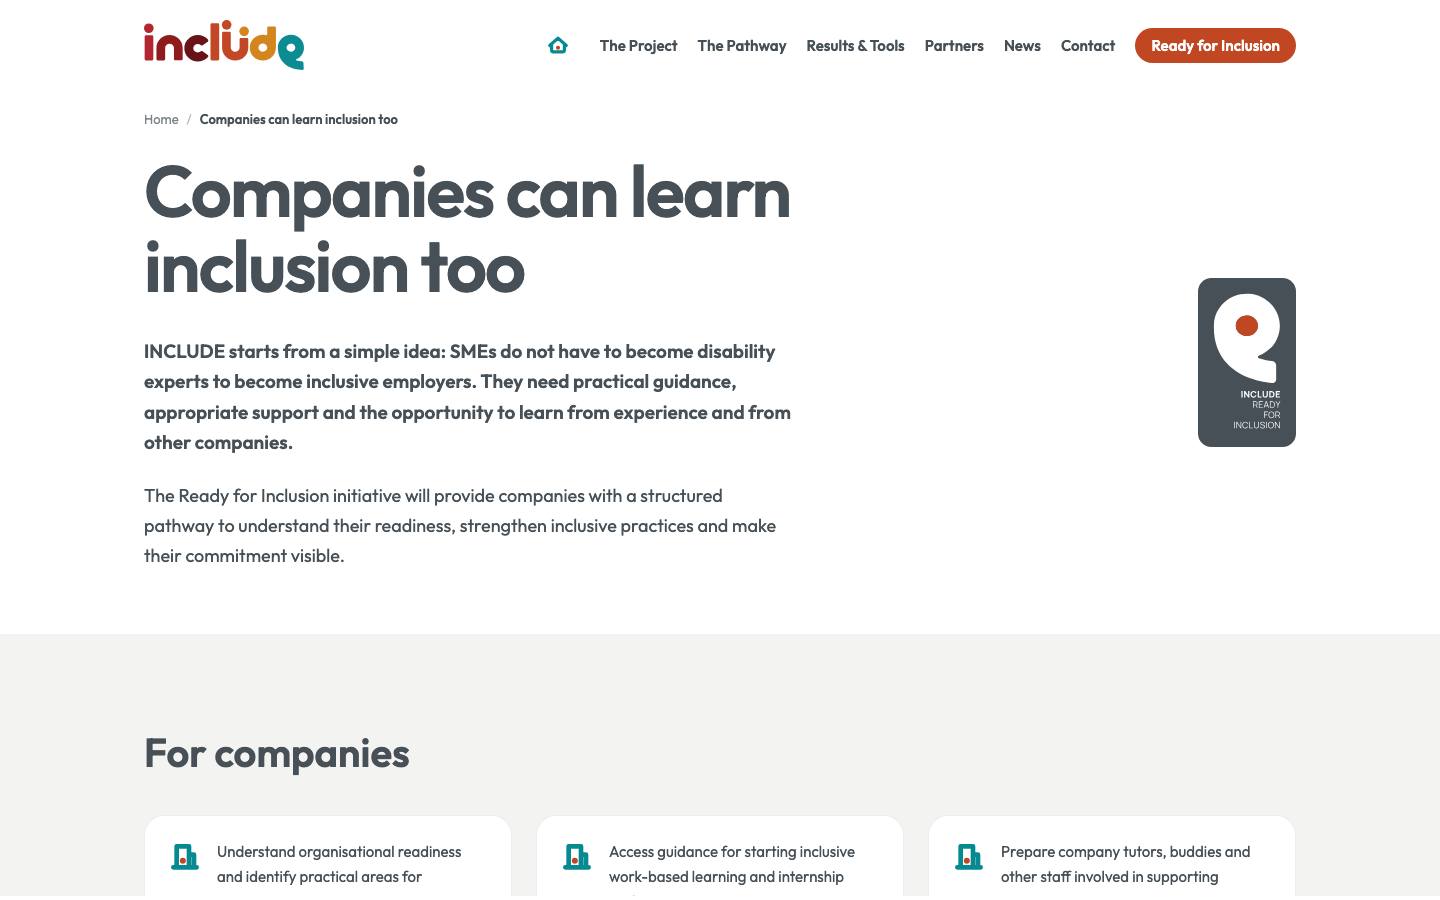 include
The Project
The Pathway
Results & Tools
Partners
News
Contact
Ready for Inclusion
Home / Companies can learn inclusion too
Companies can learn
inclusion too
INCLUDE starts from a simple idea: SMEs do not have to become disability
experts to become inclusive employers. They need practical guidance,
appropriate support and the opportunity to learn from experience and from
other companies.
The Ready for Inclusion initiative will provide companies with a structured
pathway to understand their readiness, strengthen inclusive practices and make
their commitment visible.
INCLUDE
READY
FOR
INCLUSION
For companies
Understand organisational readiness
and identify practical areas for
Access guidance for starting inclusive
work-based learning and internship
Prepare company tutors, buddies and
other staff involved in supporting